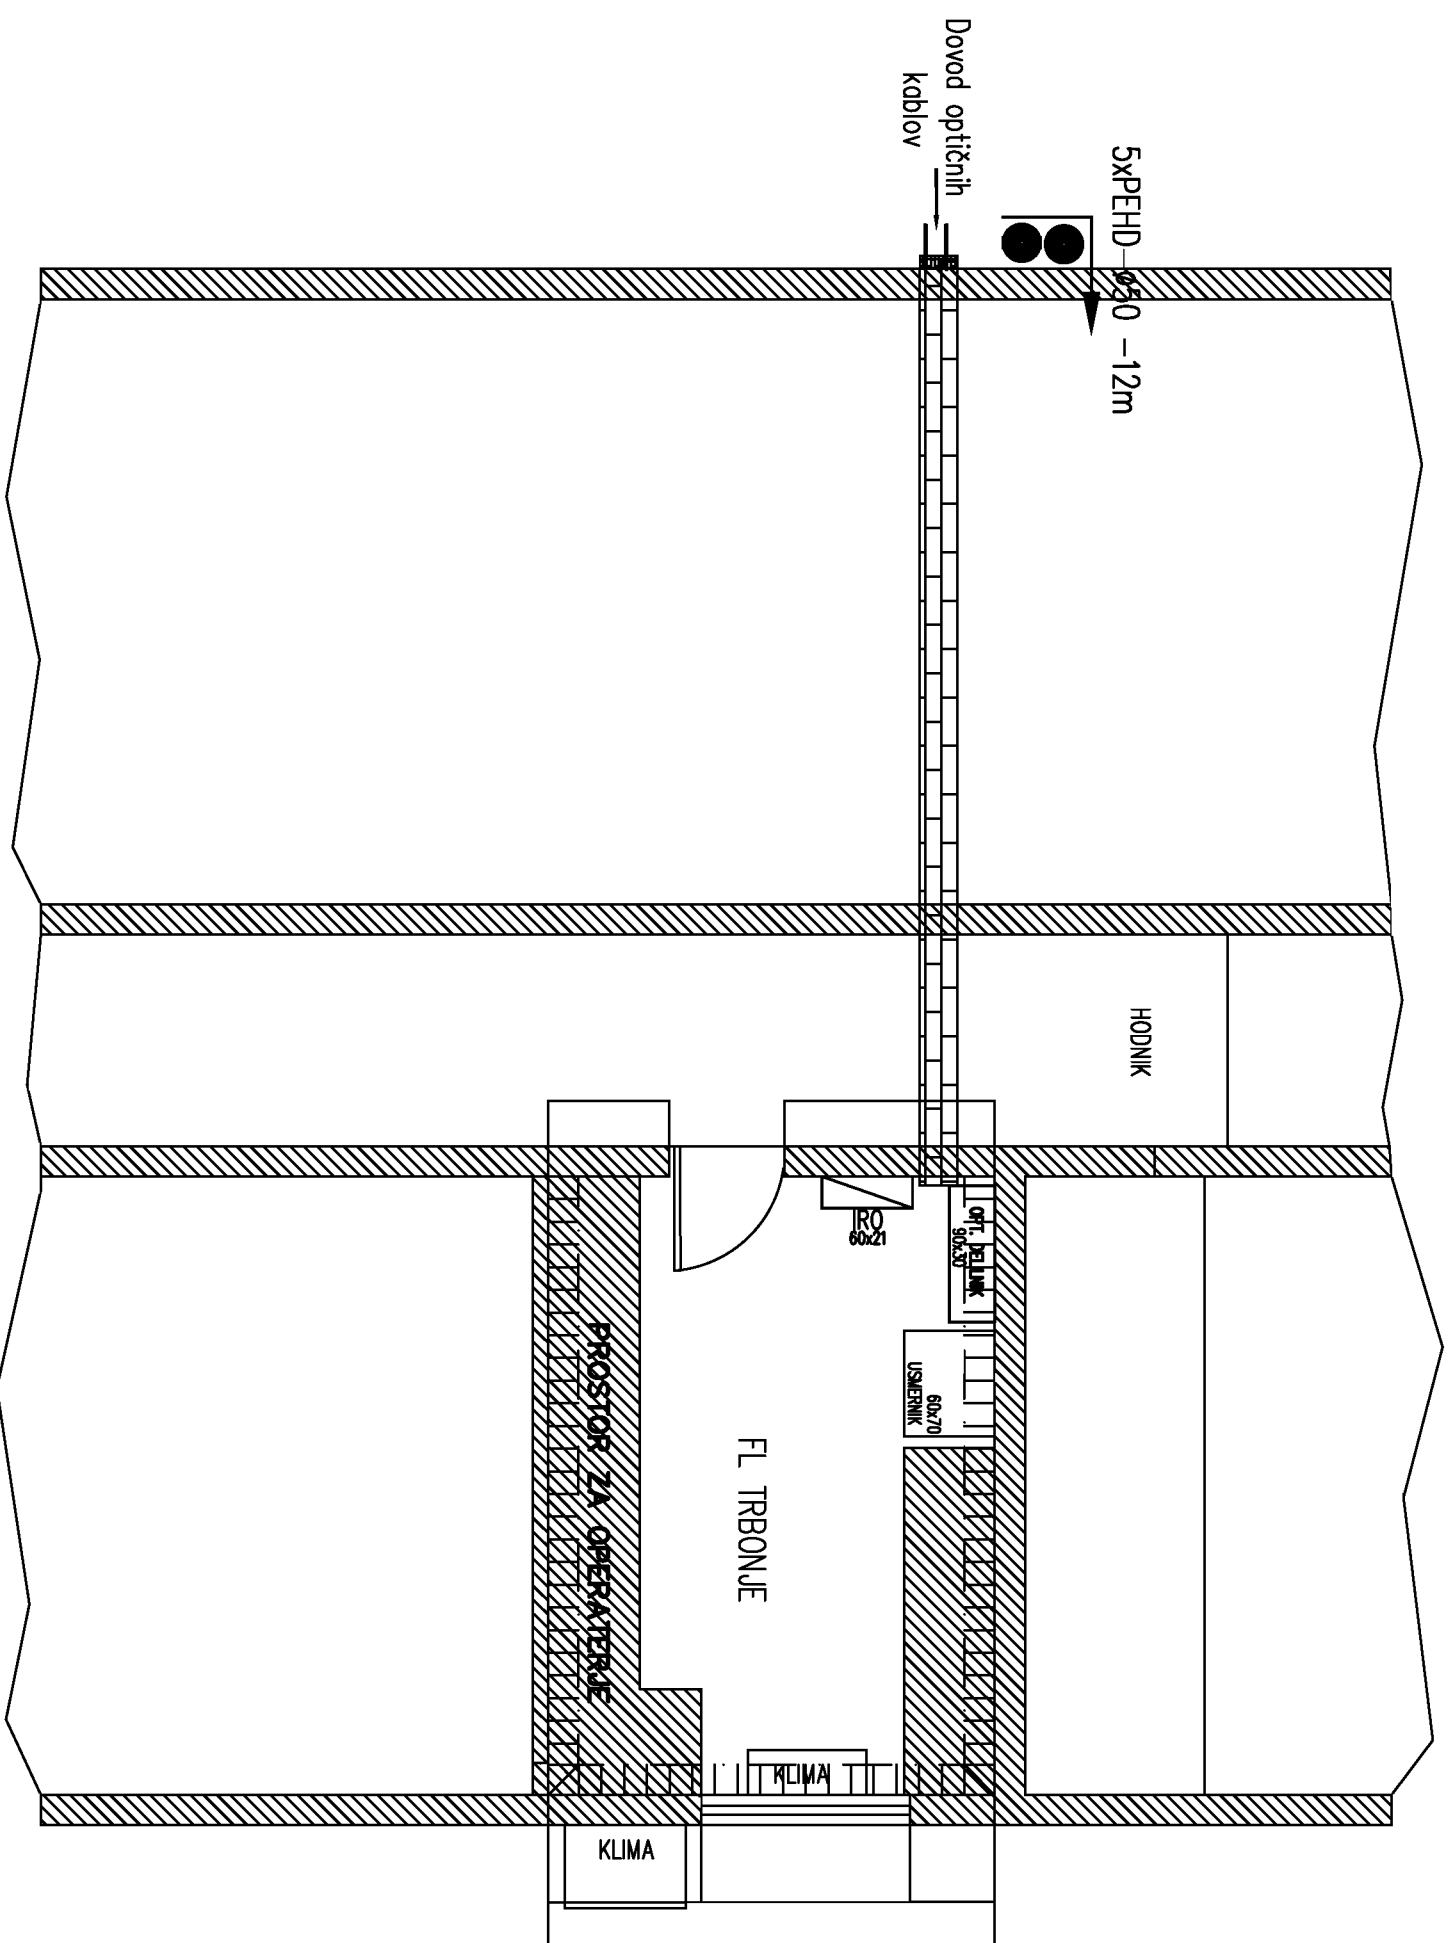 Dovod optičnih
kablov
5xPEHD-ø50 -12m
HODNIK
IRO
60x21
OPT. DELILNIK
90x30
60x70
USMERNIK
FL TRBONJE
PROSTOR ZA OPERATERJE
KLIMA
KLIMA